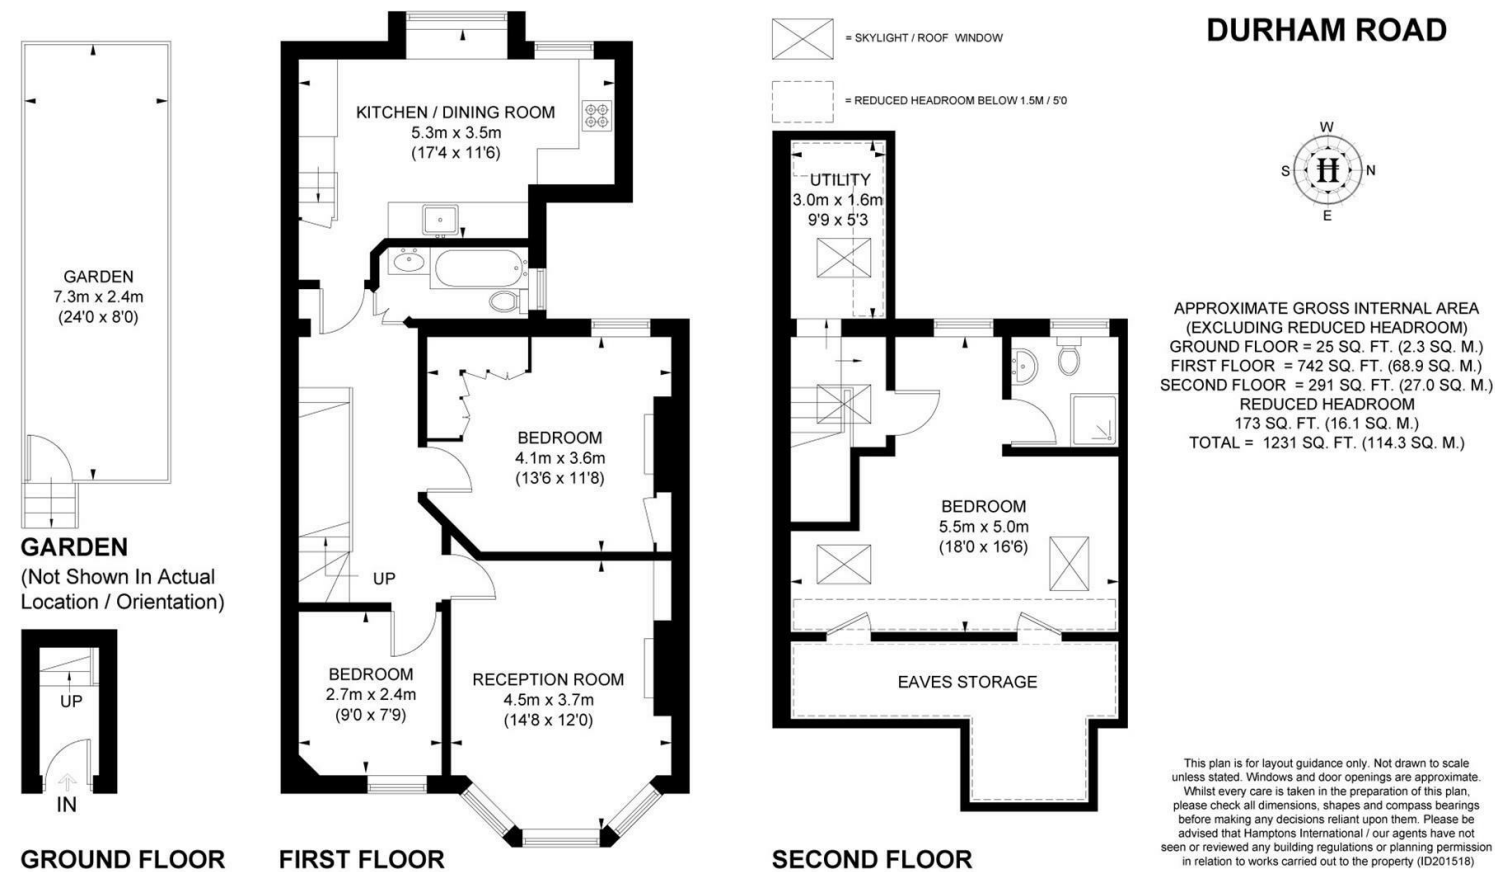 DURHAM ROAD
= SKYLIGHT / ROOF WINDOW
= REDUCED HEADROOM BELOW 1.5M / 5'0
W
S
N
E
H
GARDEN
7.3m x 2.4m
(24'0 x 8'0)
GARDEN
(Not Shown In Actual
Location / Orientation)
UP
IN
GROUND FLOOR
KITCHEN / DINING ROOM
5.3m x 3.5m
(17'4 x 11'6)
BEDROOM
4.1m x 3.6m
(13'6 x 11'8)
UP
BEDROOM
2.7m x 2.4m
(9'0 x 7'9)
RECEPTION ROOM
4.5m x 3.7m
(14'8 x 12'0)
FIRST FLOOR
UTILITY
3.0m x 1.6m
9'9 x 5'3
BEDROOM
5.5m x 5.0m
(18'0 x 16'6)
EAVES STORAGE
SECOND FLOOR
APPROXIMATE GROSS INTERNAL AREA
(EXCLUDING REDUCED HEADROOM)
GROUND FLOOR = 25 SQ. FT. (2.3 SQ. M.)
FIRST FLOOR = 742 SQ. FT. (68.9 SQ. M.)
SECOND FLOOR = 291 SQ. FT. (27.0 SQ. M.)
REDUCED HEADROOM
173 SQ. FT. (16.1 SQ. M.)
TOTAL = 1231 SQ. FT. (114.3 SQ. M.)
This plan is for layout guidance only. Not drawn to scale
unless stated. Windows and door openings are approximate.
Whilst every care is taken in the preparation of this plan,
please check all dimensions, shapes and compass bearings
before making any decisions reliant upon them. Please be
advised that Hamptons International / our agents have not
seen or reviewed any building regulations or planning permission
in relation to works carried out to the property (ID201518)